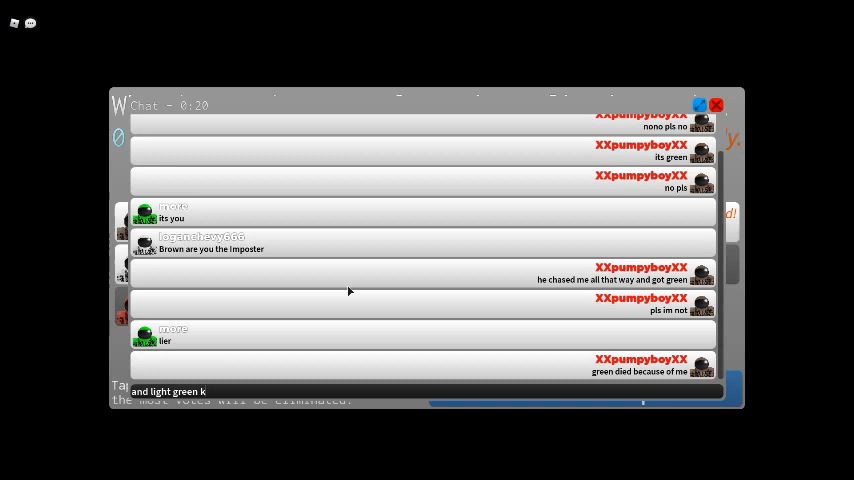 W
Chat - 0:20
0
y.
XXpumpyboyXX
nono pls no
XXpumpyboyXX
its green
XXpumpyboyXX
no pls
more
its you
d!
loganchevy666
Brown are you the Imposter
XXpumpyboyXX
he chased me all that way and got green
XXpumpyboyXX
pls im not
more
lier
XXpumpyboyXX
green died because of me
Ta
and light green k
the most votes will be eliminated.